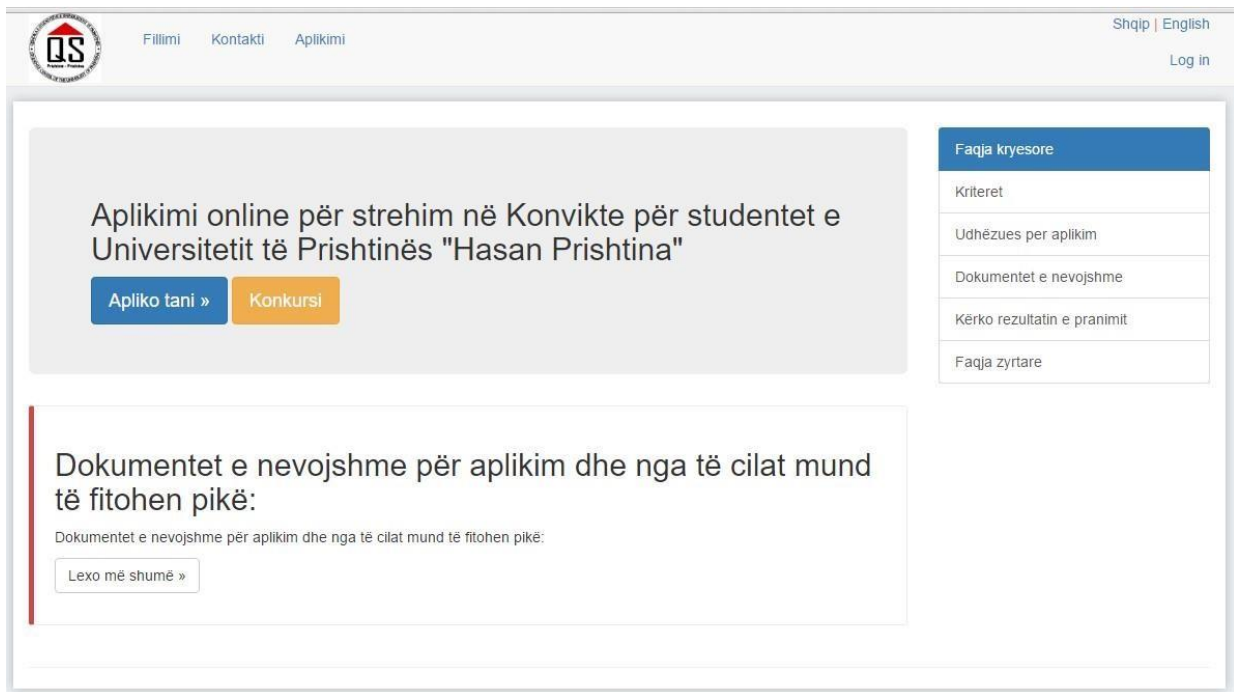 QS
Fillimi
Kontakti
Aplikimi
Shqip | English
Log in
Aplikimi online për strehim në Konvikte për studentet e
Universitetit të Prishtinës "Hasan Prishtina"
Apliko tani »
Konkursi
Dokumentet e nevojshme për aplikim dhe nga të cilat mund
të fitohen pikë:
Dokumentet e nevojshme për aplikim dhe nga të cilat mund të fitohen pikë:
Lexo më shumë »
Faqja kryesore
Kriteret
Udhëzues per aplikim
Dokumentet e nevojshme
Kërko rezultatin e pranimit
Faqja zyrtare